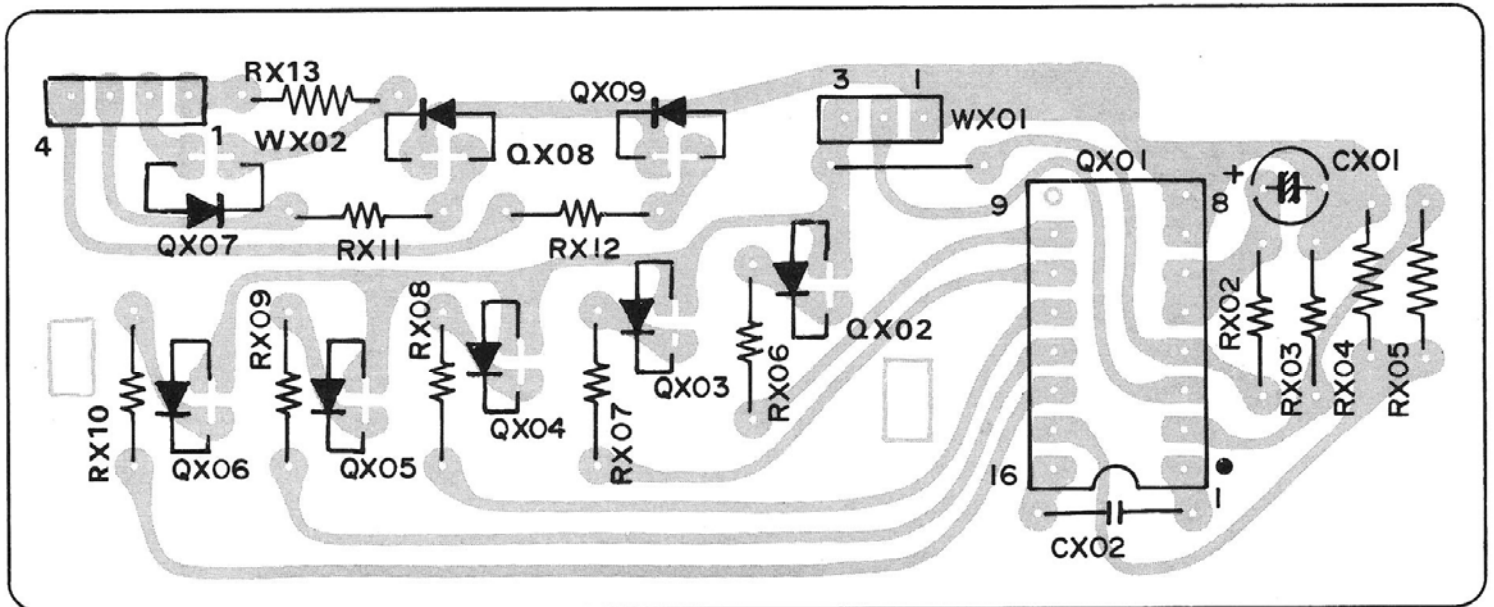 RX13
QX09
3
1
WX01
4
1
WX02
QX08
QX01
+
CX01
9
8
QX07
RX11
RX12
RX09
RX08
QX02
RX02
RX03
RX04
RX05
QX03
RX06
RX10
QX06
QX05
QX04
RX07
16
1
CX02